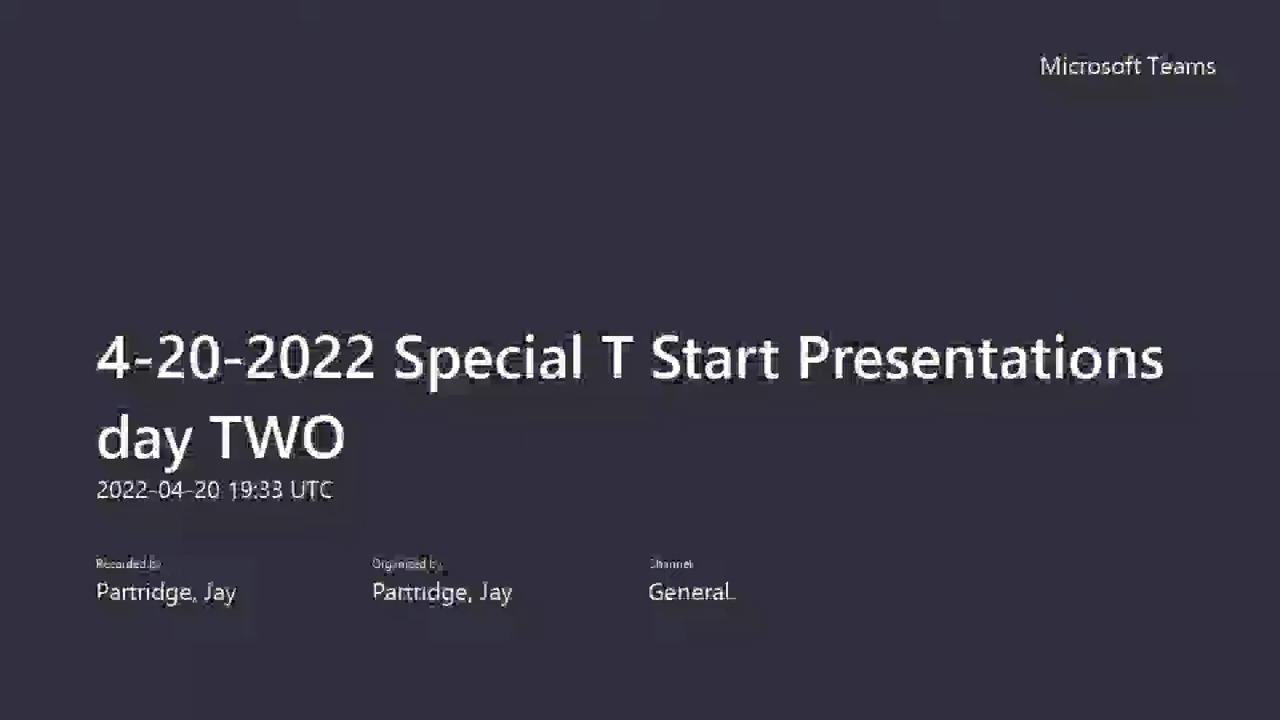 Microsoft Teams
4-20-2022 Special T Start Presentations
day TWO
2022-04-20 19:33 UTC
Recorded by
Organized by
Channel
Partridge, Jay
Partridge, Jay
General